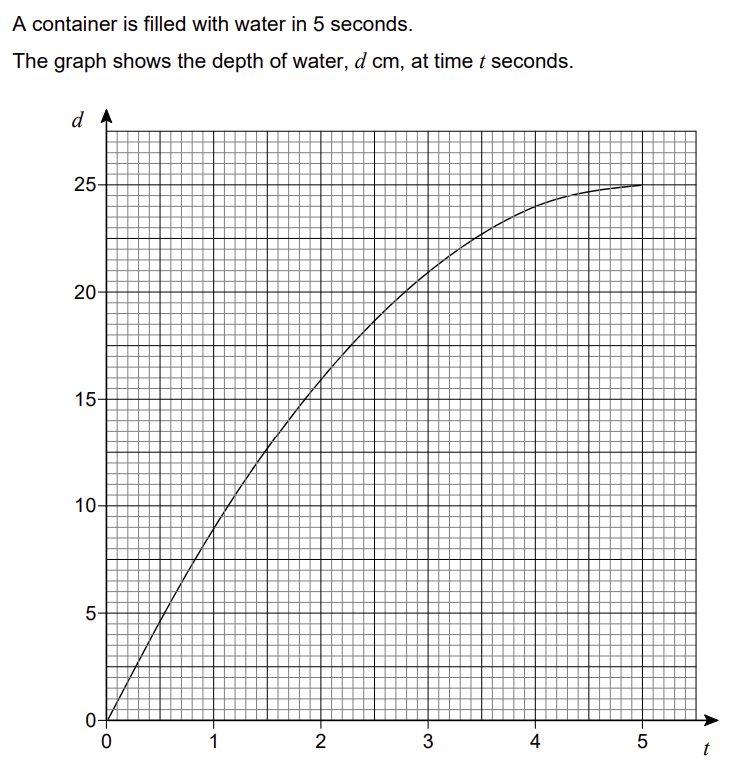 A container is filled with water in 5 seconds.
The graph shows the depth of water, d cm, at time t seconds.
d
25
20
15
10
5
0
0 1 2 3 4 5 t